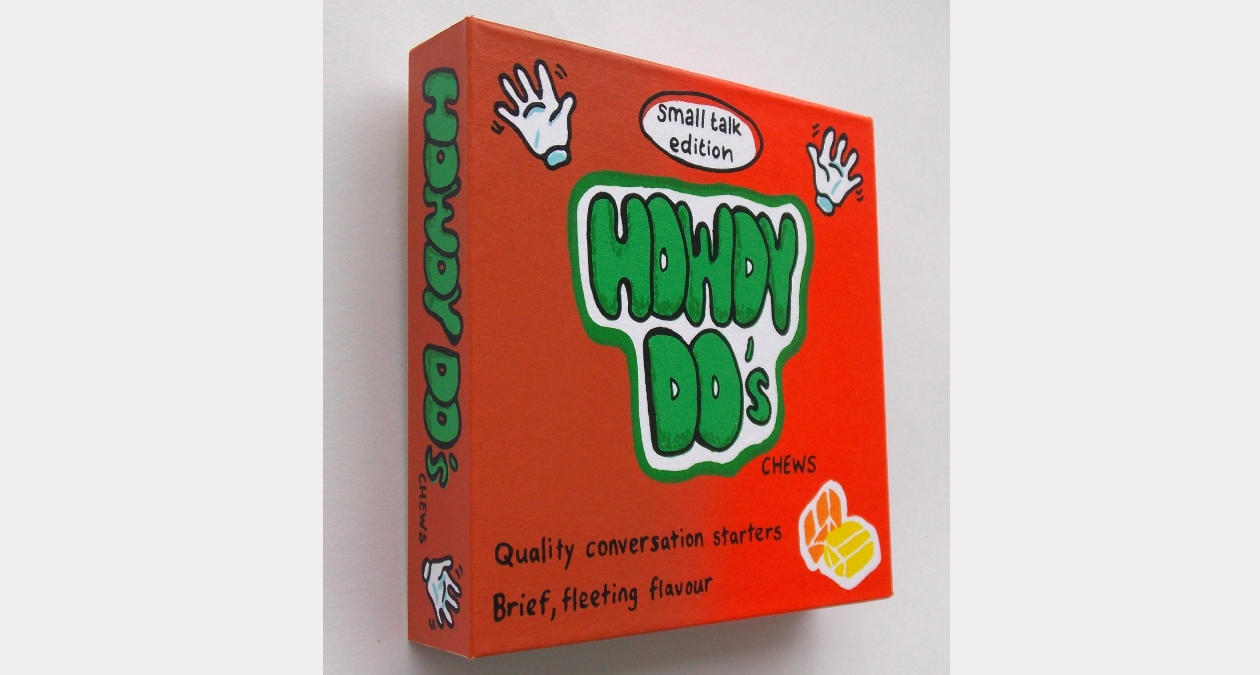 HOWDY DO's
CHEWS
Small talk
edition
HOWDY
DO's
CHEWS
Quality conversation starters
Brief, fleeting flavour